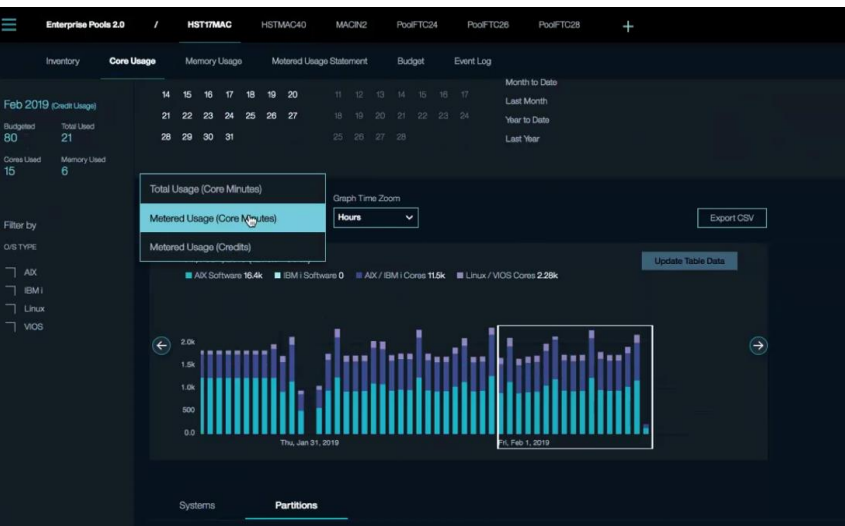 Enterprise Pools 2.0 / HST17MAC HSTMAC40 MACIN2 PoolFTC24 PoolFTC26 PoolFTC28 +
Inventory Core Usage Memory Usage Metered Usage Statement Budget Event Log
Month to Date
Feb 2019 (Credit Usage)
14 15 16 17 18 19 20 11 12 13 14 15 16 17
Last Month
21 22 23 24 25 26 27 18 19 20 21 22 23 24
Year to Date
Budgeted Total Used
80 21
28 29 30 31 25 26 27 28
Last Year
Cores Used Memory Used
15 6
Total Usage (Core Minutes)
Graph Time Zoom
Metered Usage (Core Minutes)
Hours
Export CSV
Filter by
Metered Usage (Credits)
O/S TYPE
Update Table Data
AIX
IBM i
Linux
VIOS
AIX Software 16.4k IBM i Software 0 AIX / IBM i Cores 11.5k Linux / VIOS Cores 2.28k
2.0k
1.5k
1.0k
500
0.0
Thu, Jan 31, 2019 Fri, Feb 1, 2019
Systems Partitions